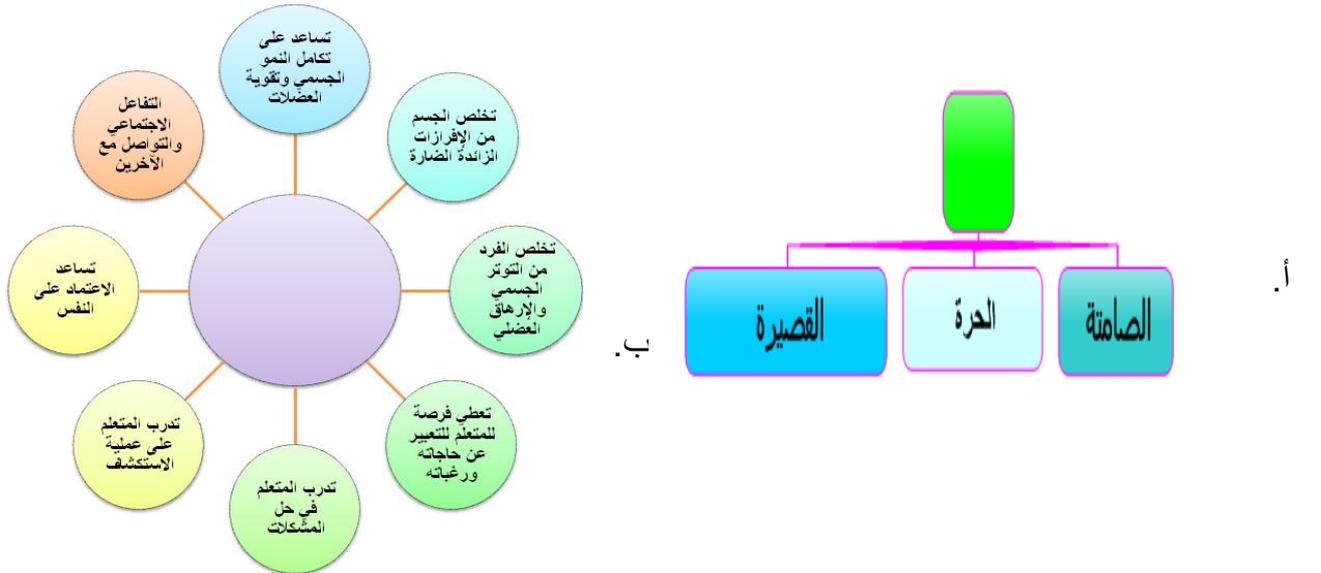 أ.
الصامتة
الحرة
القصيرة
ب.
تساعد على
تكامل النمو
الجسمي وتقوية
العضلات
تخلص الجسم
من الإفرازات
الزائدة الضارة
تخلص الفرد
من التوتر
الجسمي
والإرهاق
العضلي
تعطي فرصة
للمتعلم للتعبير
عن حاجاته
ورغباته
تدرب المتعلم
في حل
المشكلات
تدرب المتعلم
على عملية
الاستكشاف
تساعد
الاعتماد على
النفس
التفاعل
الاجتماعي
والتواصل مع
الآخرين